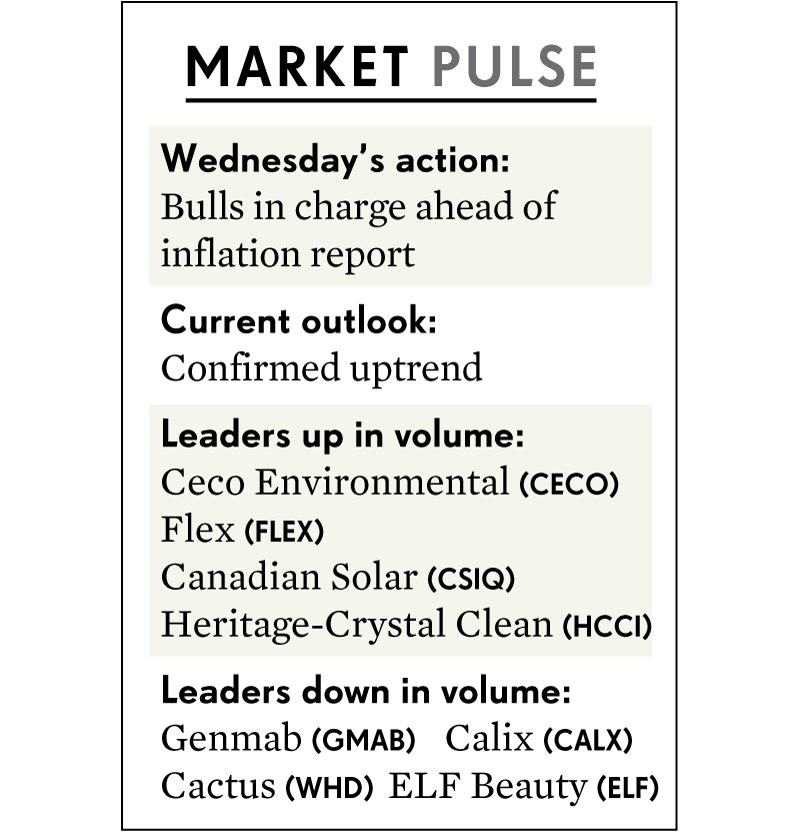 MARKET PULSE
Wednesday’s action:
Bulls in charge ahead of
inflation report
Current outlook:
Confirmed uptrend
Leaders up in volume:
Ceco Environmental (CECO)
Flex (FLEX)
Canadian Solar (CSIQ)
Heritage-Crystal Clean (HCCI)
Leaders down in volume:
Genmab (GMAB) Calix (CALX)
Cactus (WHD) ELF Beauty (ELF)